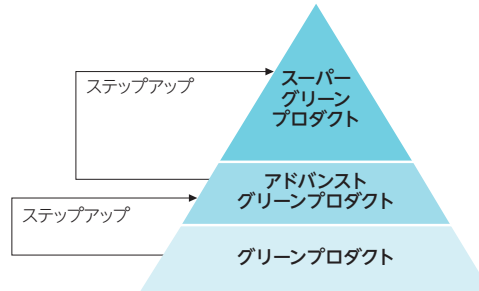 ステップアップ
スーパー
グリーン
プロダクト
アドバンスト
グリーンプロダクト
ステップアップ
グリーンプロダクト